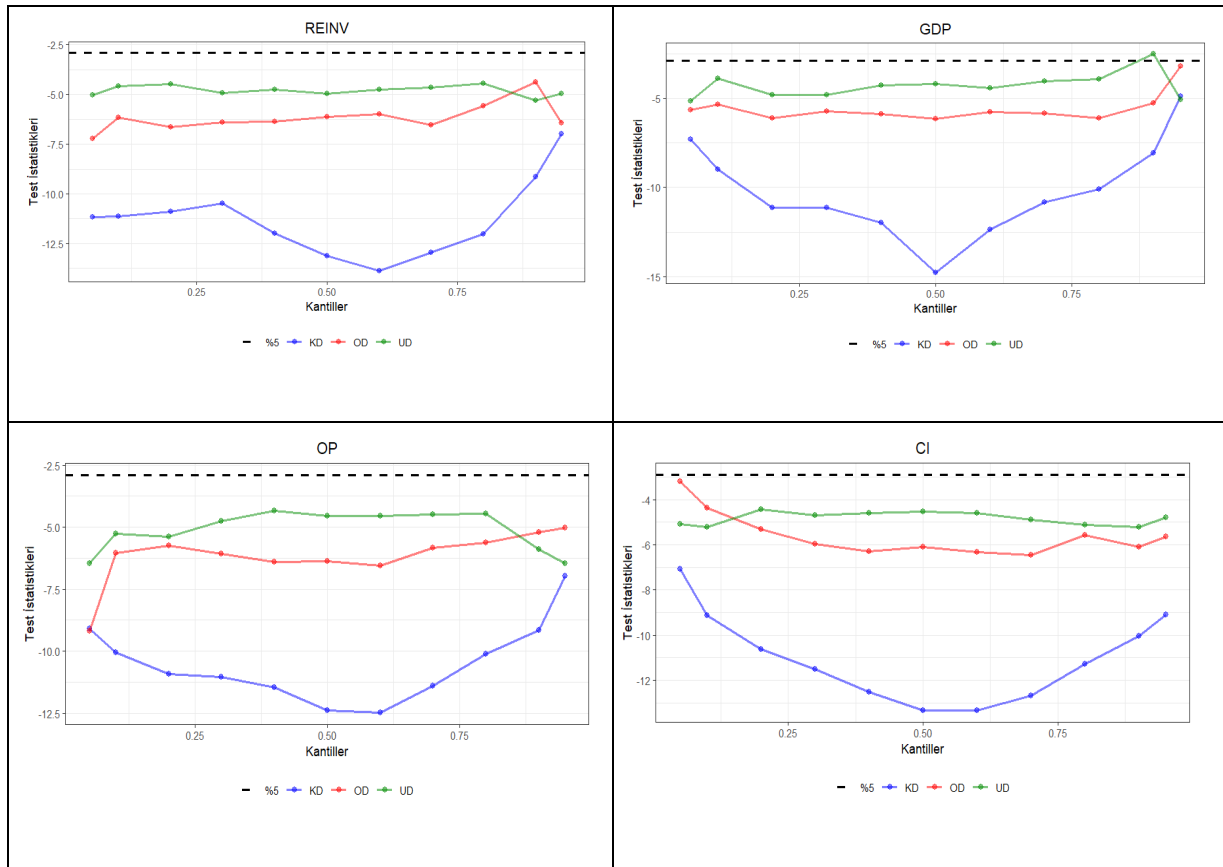 REINV
-2.5
-5.0
-7.5
-10.0
-12.5
Test İstatistikleri
0.25
0.50
0.75
Kantiller
%5 KD OD UD
GDP
-5
-10
-15
Test İstatistikleri
0.25
0.50
0.75
Kantiller
%5 KD OD UD
OP
-2.5
-5.0
-7.5
-10.0
-12.5
Test İstatistikleri
0.25
0.50
0.75
Kantiller
%5 KD OD UD
CI
-4
-6
-8
-10
-12
Test İstatistikleri
0.25
0.50
0.75
Kantiller
%5 KD OD UD